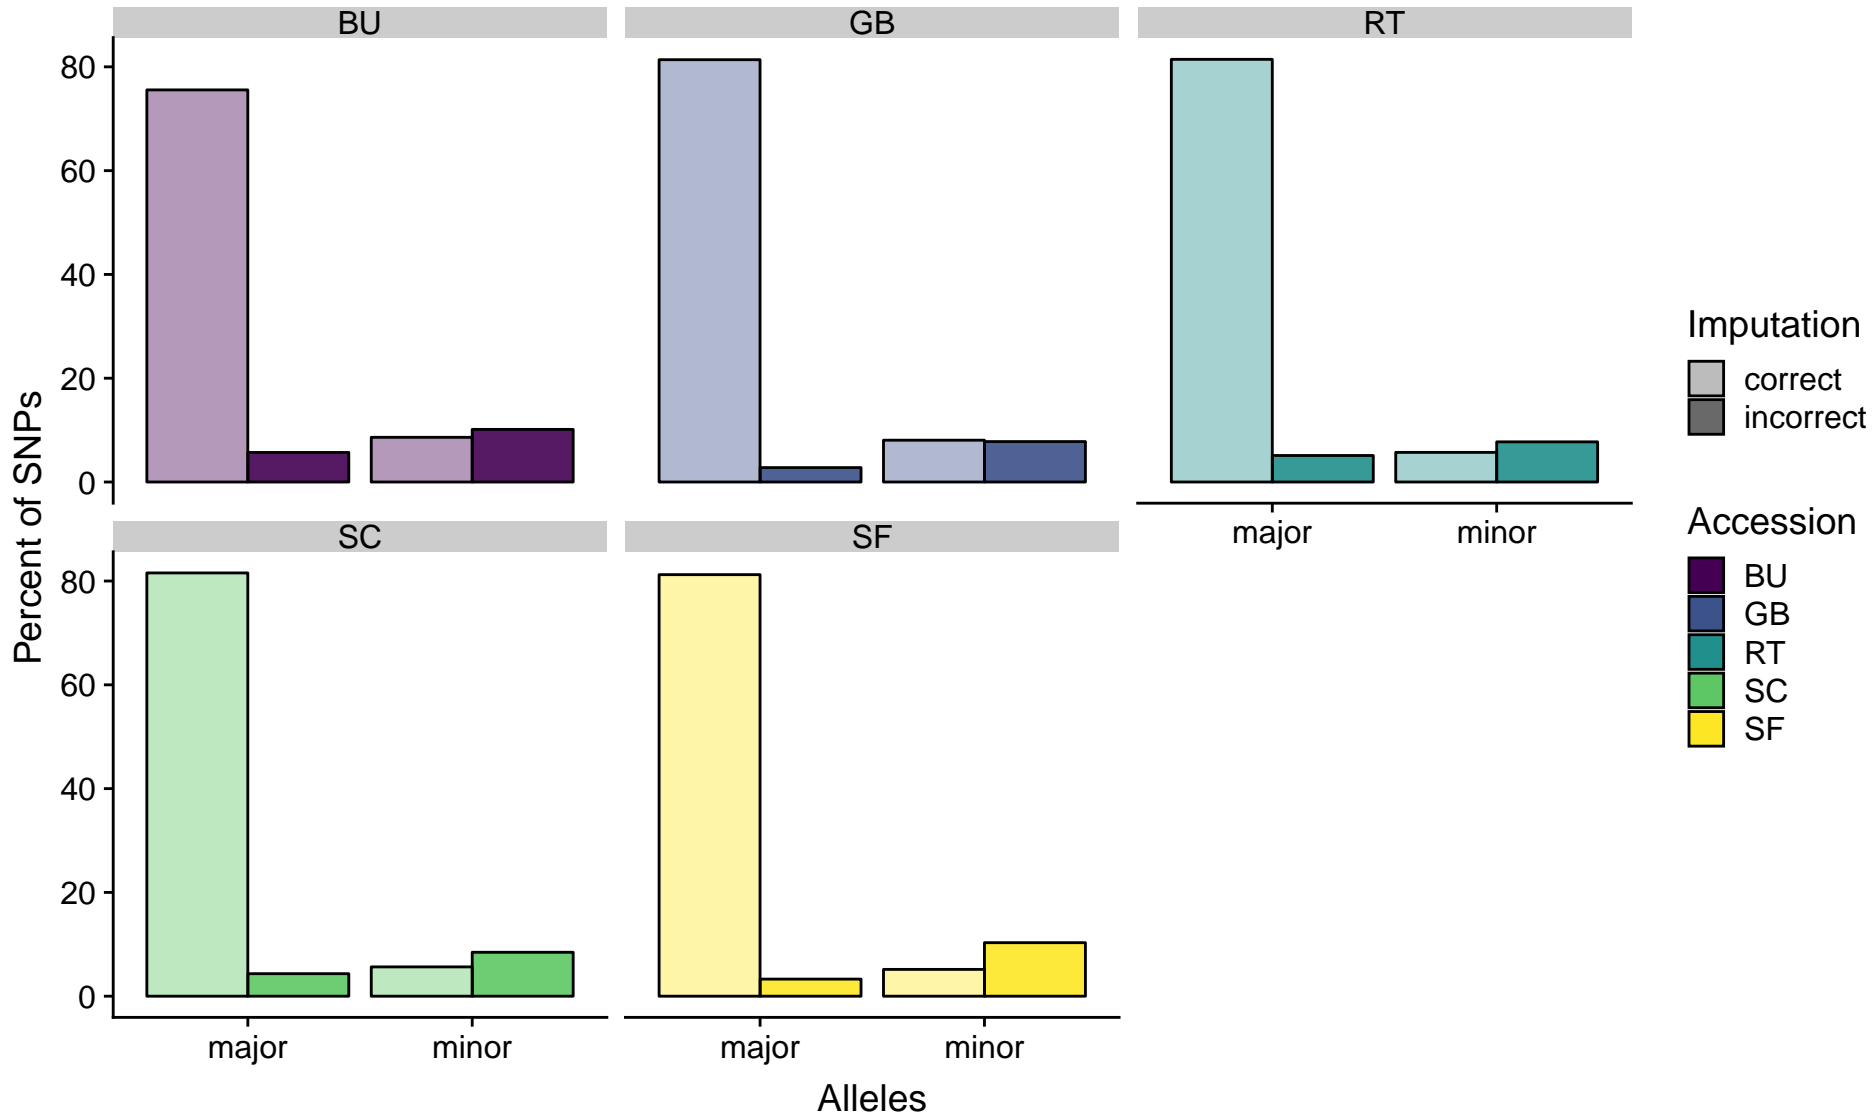 BU
GB
RT
80
60
40
20
0
major
minor
SC
SF
80
60
40
20
0
major
minor
major
minor
Percent of SNPs
Alleles
Imputation
correct
incorrect
Accession
BU
GB
RT
SC
SF